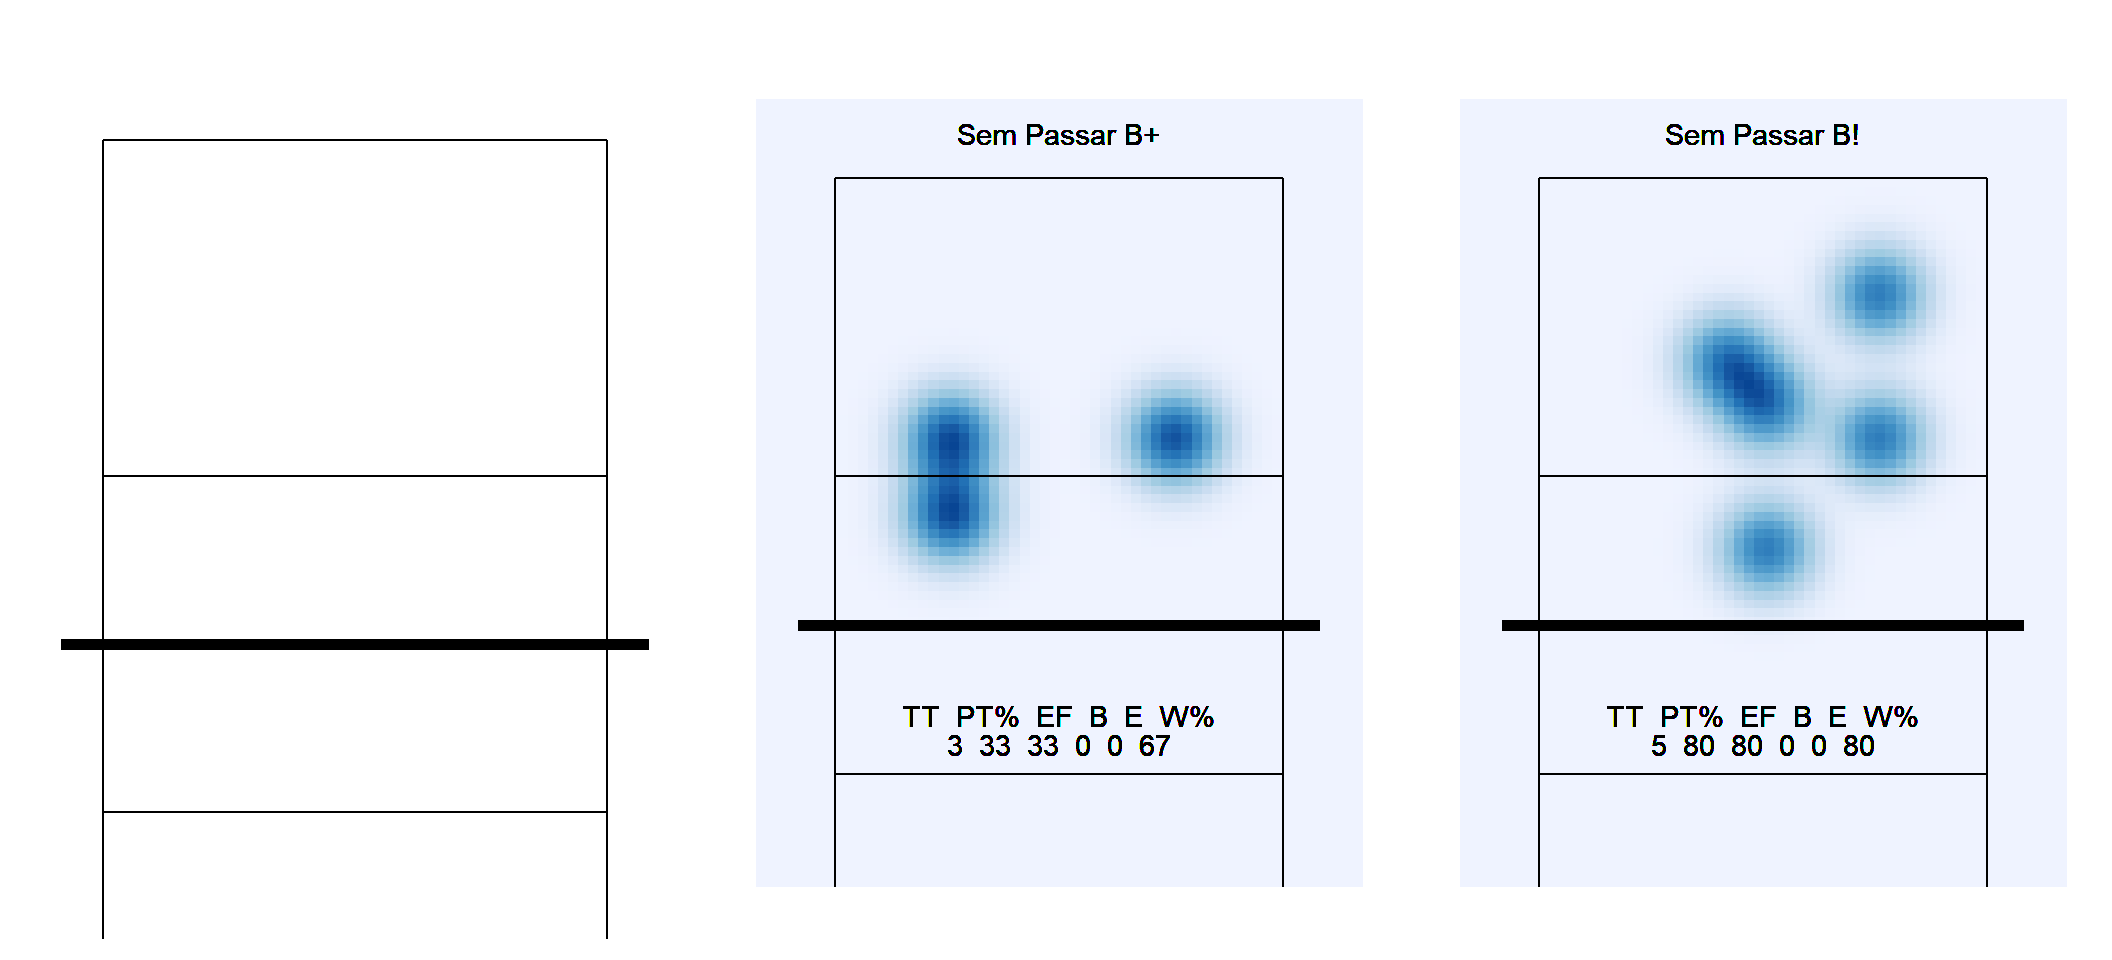 Sem Passar B+
TT PT% EF B E W%
3 33 33 0 0 67
Sem Passar B!
TT PT% EF B E W%
5 80 80 0 0 80